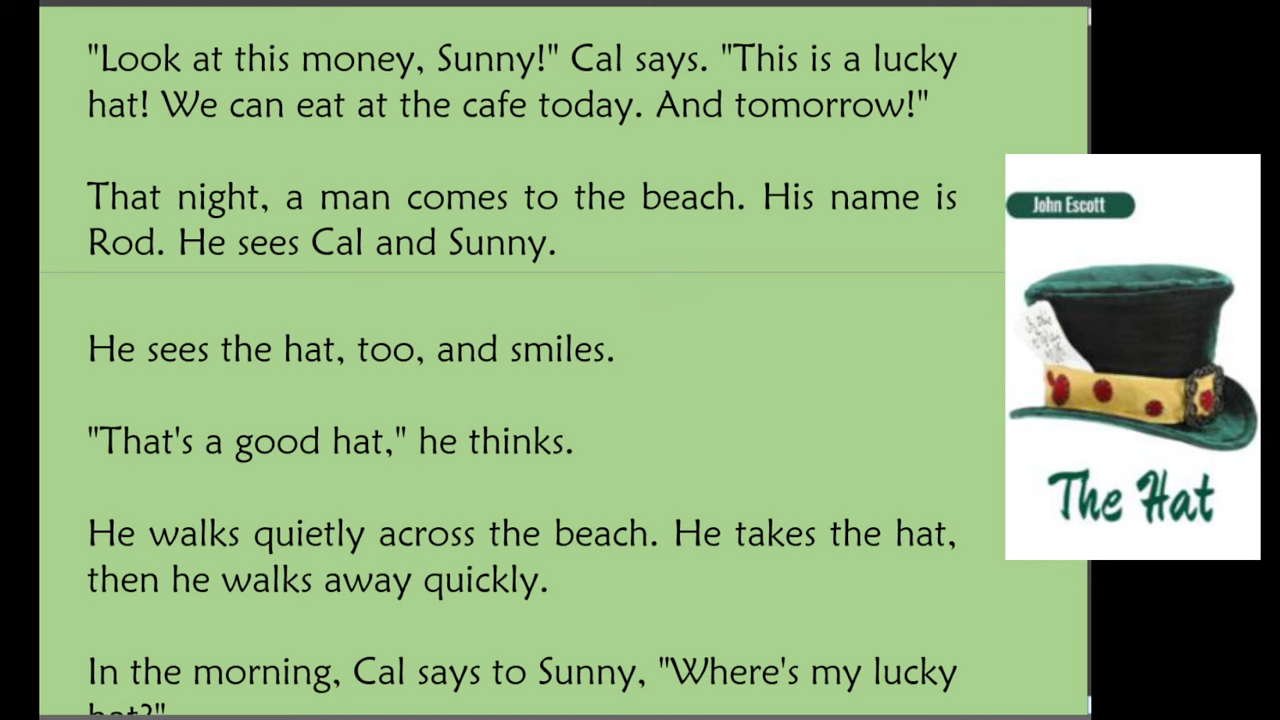 "Look at this money, Sunny!" Cal says. "This is a lucky
hat! We can eat at the cafe today. And tomorrow!"
That night, a man comes to the beach. His name is
Rod. He sees Cal and Sunny.
He sees the hat, too, and smiles.
"That's a good hat," he thinks.
He walks quietly across the beach. He takes the hat,
then he walks away quickly.
In the morning, Cal says to Sunny, "Where's my lucky
hat?"
John Escott
The Hat